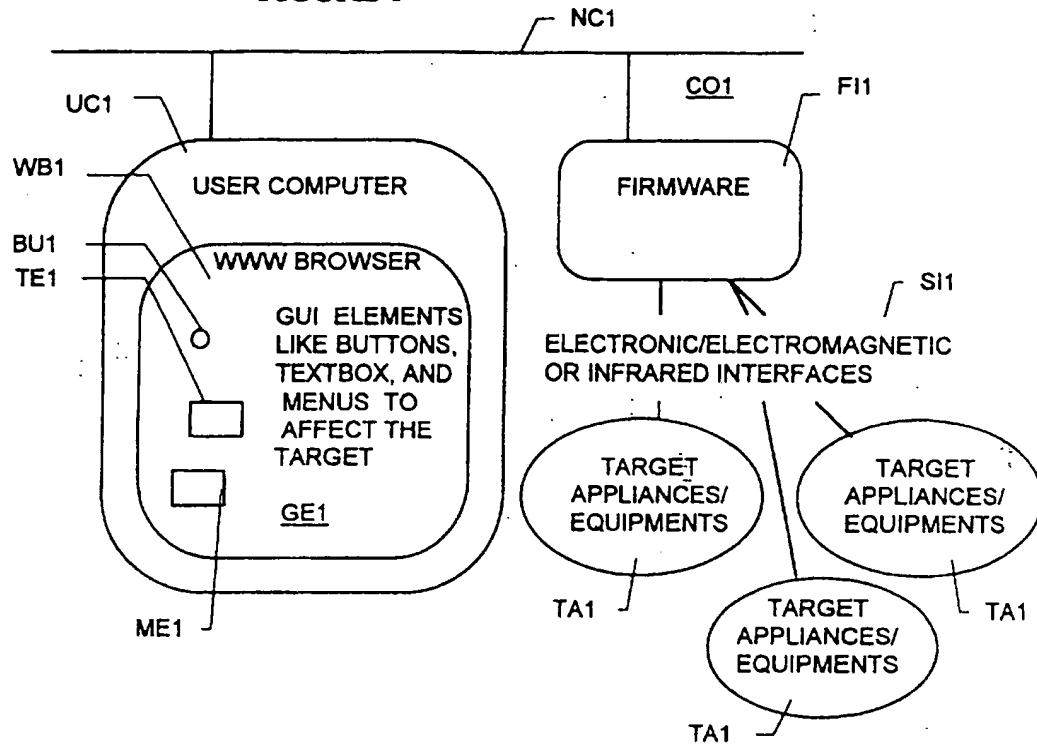 NC1
CO1
FI1
UC1
WB1
USER COMPUTER
FIRMWARE
BU1
TE1
WWW BROWSER
SI1
GUI ELEMENTS
LIKE BUTTONS,
TEXTBOX, AND
MENUS TO
AFFECT THE
TARGET
GE1
ME1
ELECTRONIC/ELECTROMAGNETIC
OR INFRARED INTERFACES
TARGET
APPLIANCES/
EQUIPMENTS
TA1
TARGET
APPLIANCES/
EQUIPMENTS
TA1
TARGET
APPLIANCES/
EQUIPMENTS
TA1